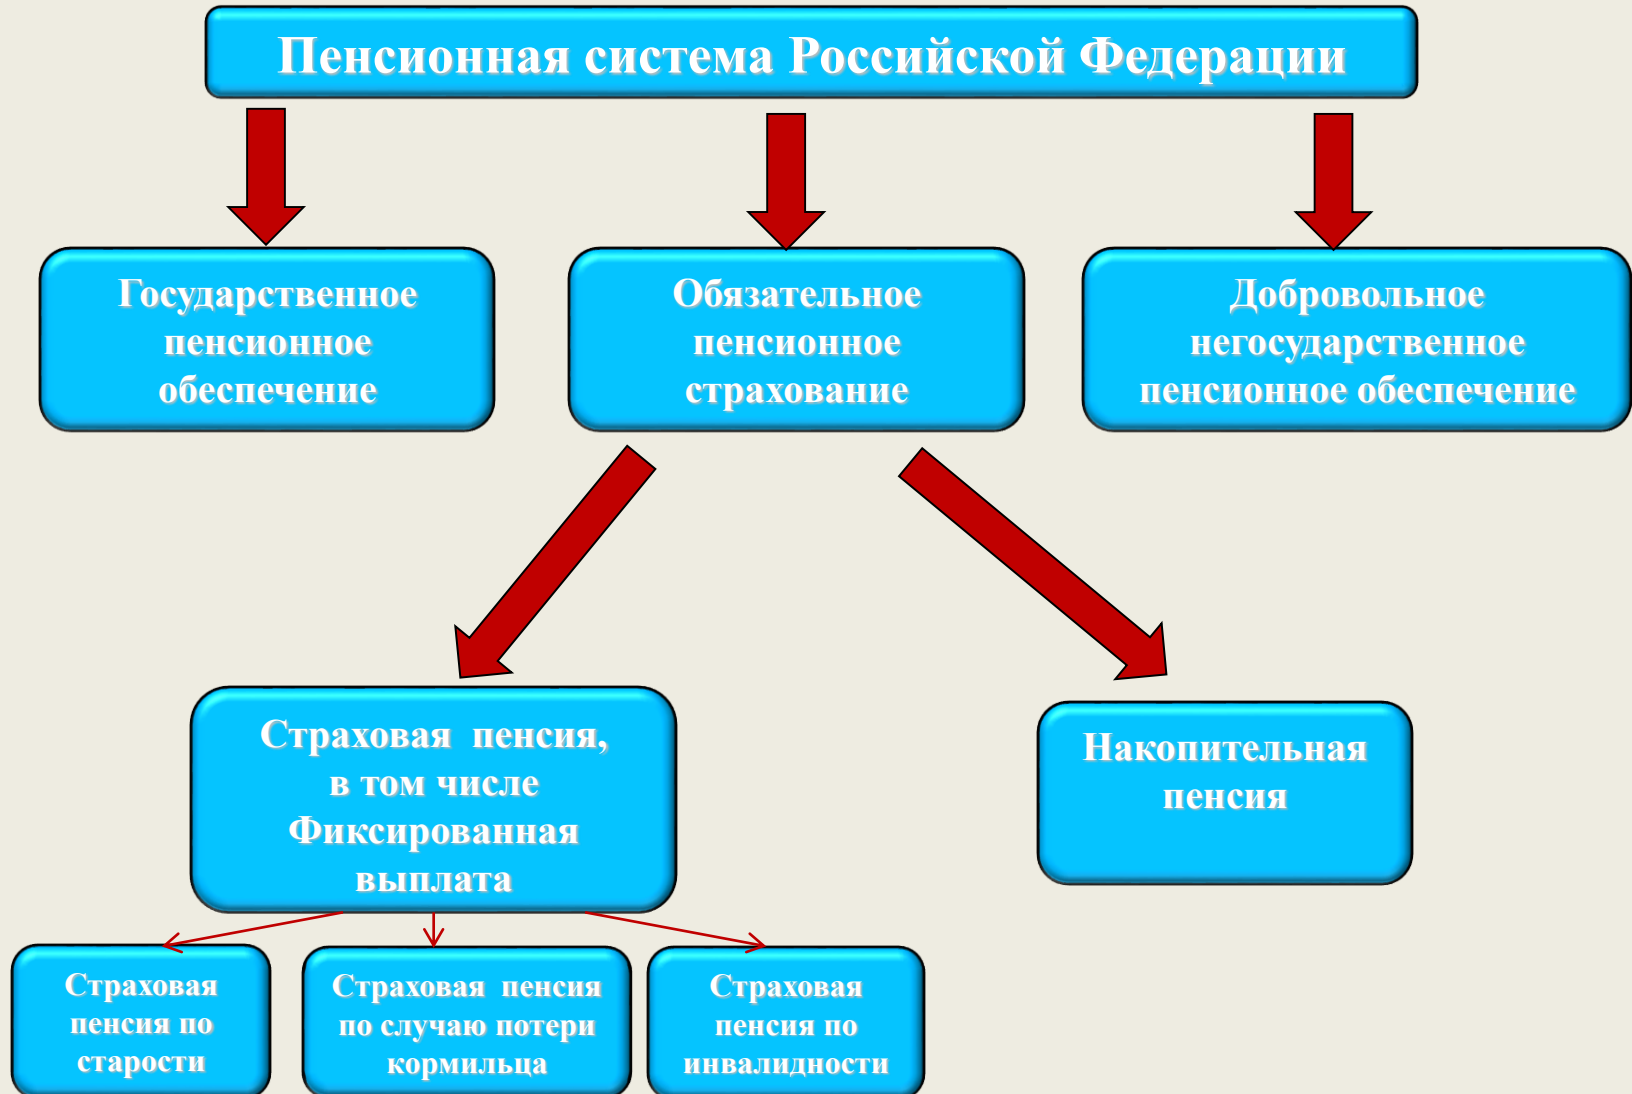 Пенсионная система Российской Федерации
Государственное
пенсионное
обеспечение
Обязательное
пенсионное
страхование
Добровольное
негосударственное
пенсионное обеспечение
Страховая пенсия,
в том числе
Фиксированная
выплата
Накопительная
пенсия
Страховая
пенсия по
старости
Страховая пенсия
по случаю потери
кормильца
Страховая
пенсия по
инвалидности